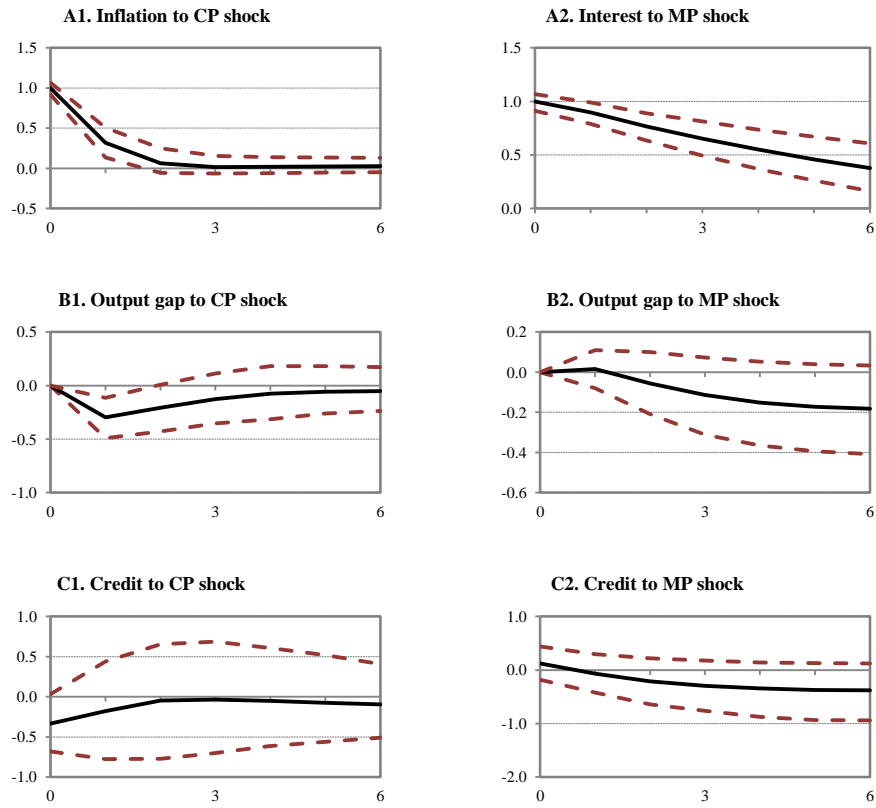 A1. Inflation to CP shock
1.5
1.0
0.5
0.0
-0.5
0 3 6
A2. Interest to MP shock
1.5
1.0
0.5
0.0
0 3 6
B1. Output gap to CP shock
0.5
0.0
-0.5
-1.0
0 3 6
B2. Output gap to MP shock
0.2
0.0
-0.2
-0.4
-0.6
0 3 6
C1. Credit to CP shock
1.0
0.5
0.0
-0.5
-1.0
0 3 6
C2. Credit to MP shock
1.0
0.0
-1.0
-2.0
0 3 6